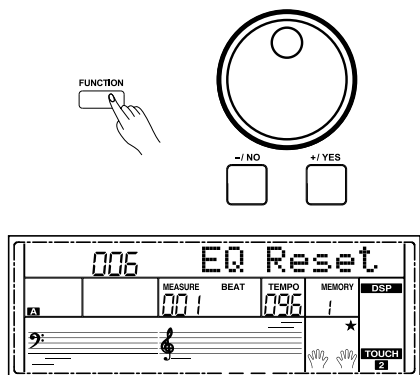 FUNCTION
-/ NO
+/ YES
006 EQ Reset
MEASURE BEAT TEMPO MEMORY DSP
001 096 1
A
TOUCH
2